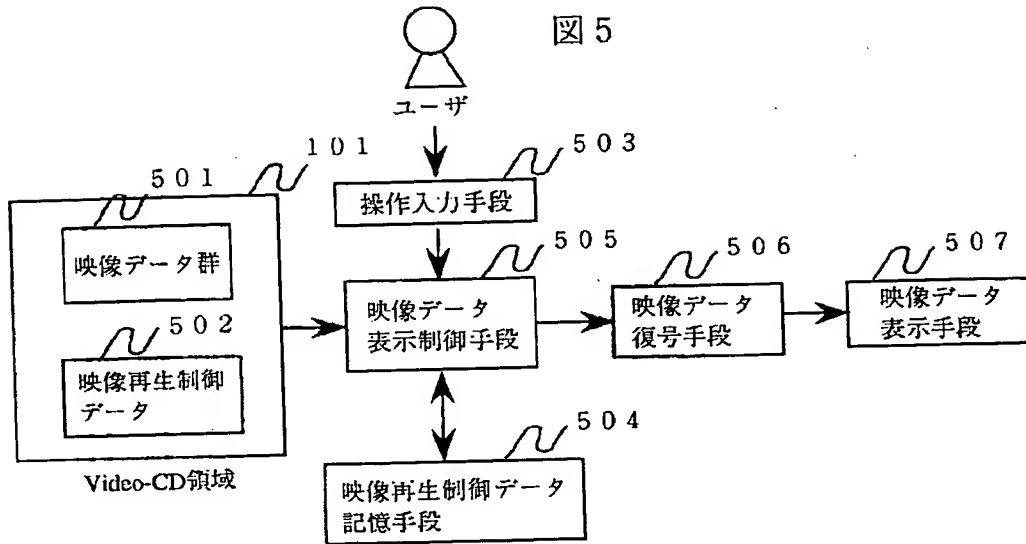 図5
ユーザ
101
501
503
操作入力手段
映像データ群
505
506
507
502
映像データ
表示制御手段
映像データ
復号手段
映像データ
表示手段
映像再生制御
データ
504
Video-CD領域
映像再生制御データ
記憶手段